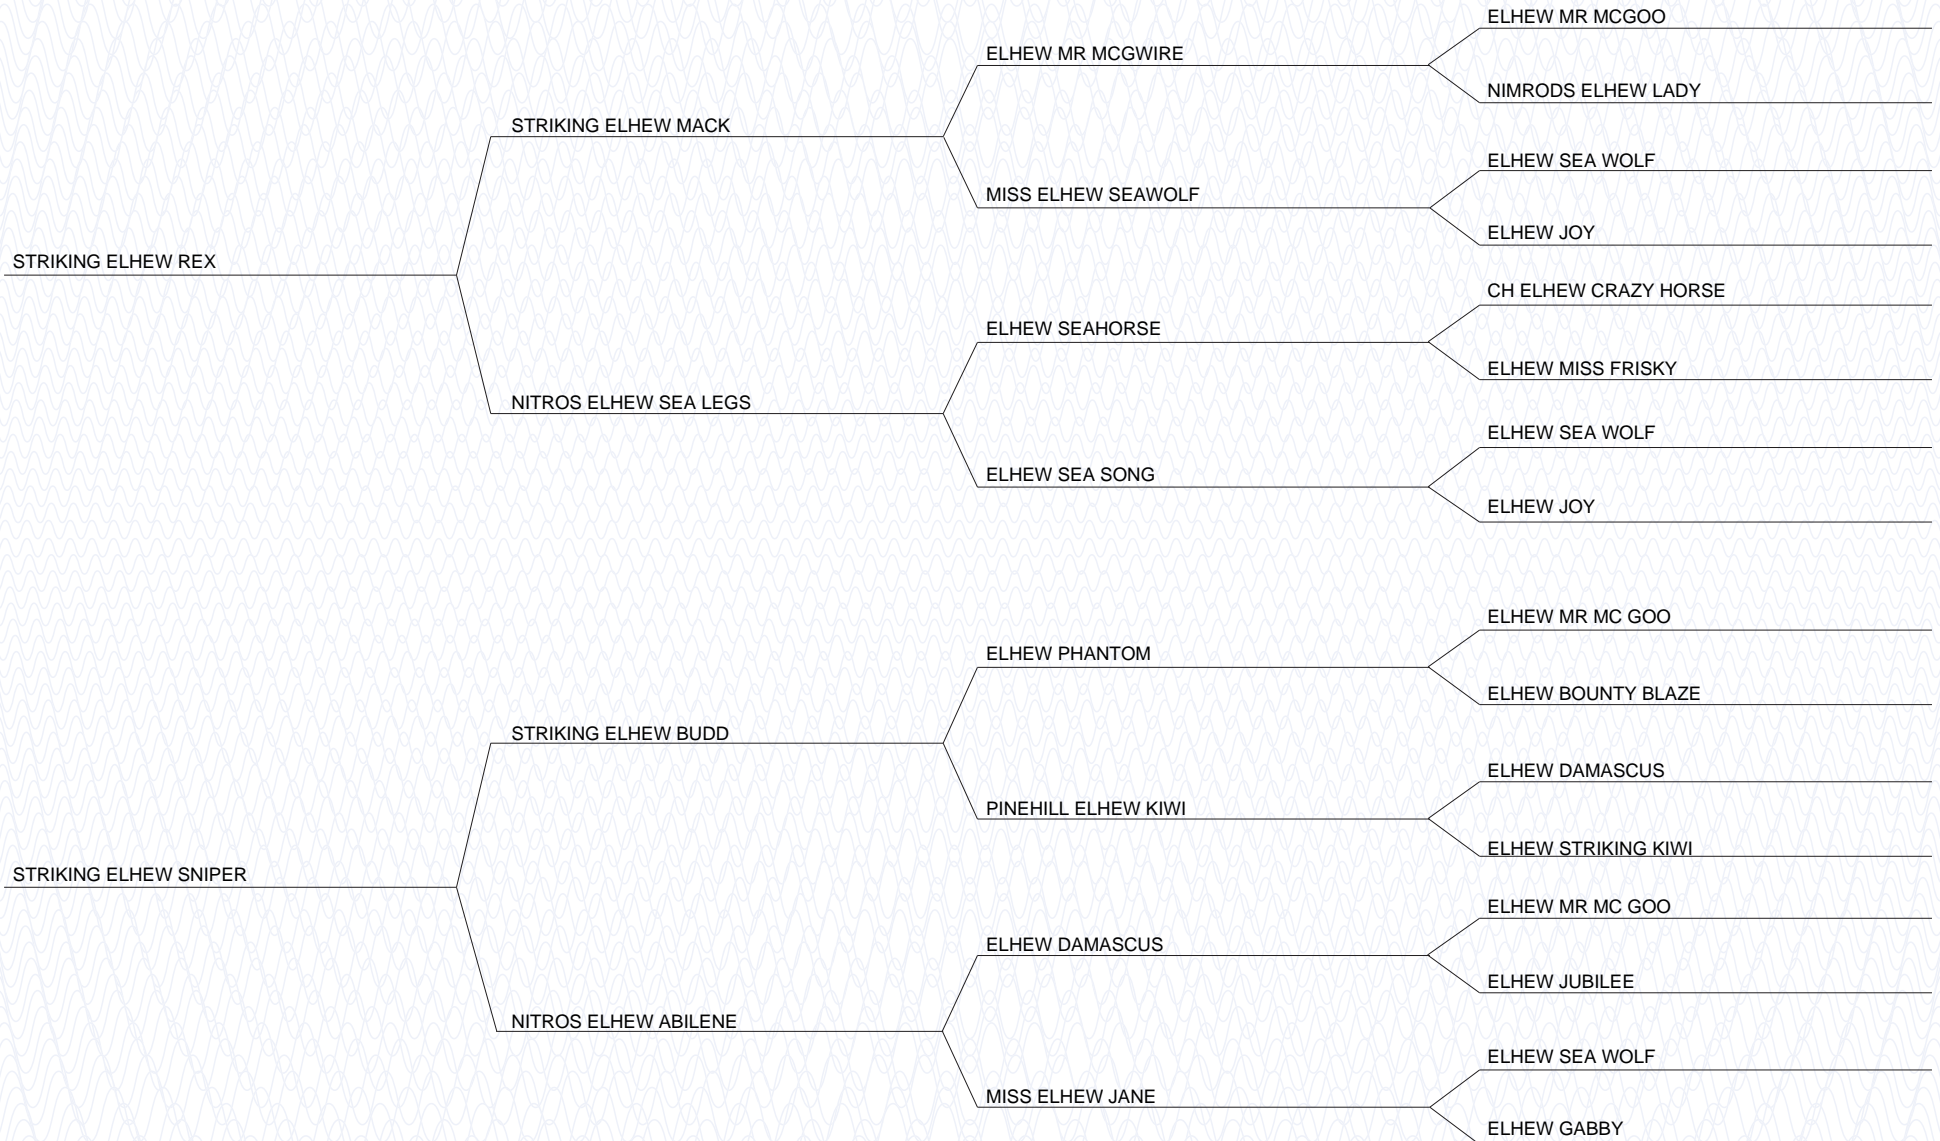 ELHEW MR MCGOO
ELHEW MR MCGWIRE
NIMRODS ELHEW LADY
STRIKING ELHEW MACK
ELHEW SEA WOLF
MISS ELHEW SEAWOLF
ELHEW JOY
STRIKING ELHEW REX
CH ELHEW CRAZY HORSE
ELHEW SEAHORSE
ELHEW MISS FRISKY
NITROS ELHEW SEA LEGS
ELHEW SEA WOLF
ELHEW SEA SONG
ELHEW JOY
ELHEW MR MC GOO
ELHEW PHANTOM
ELHEW BOUNTY BLAZE
STRIKING ELHEW BUDD
ELHEW DAMASCUS
PINEHILL ELHEW KIWI
ELHEW STRIKING KIWI
STRIKING ELHEW SNIPER
ELHEW MR MC GOO
ELHEW DAMASCUS
ELHEW JUBILEE
NITROS ELHEW ABILENE
ELHEW SEA WOLF
MISS ELHEW JANE
ELHEW GABBY